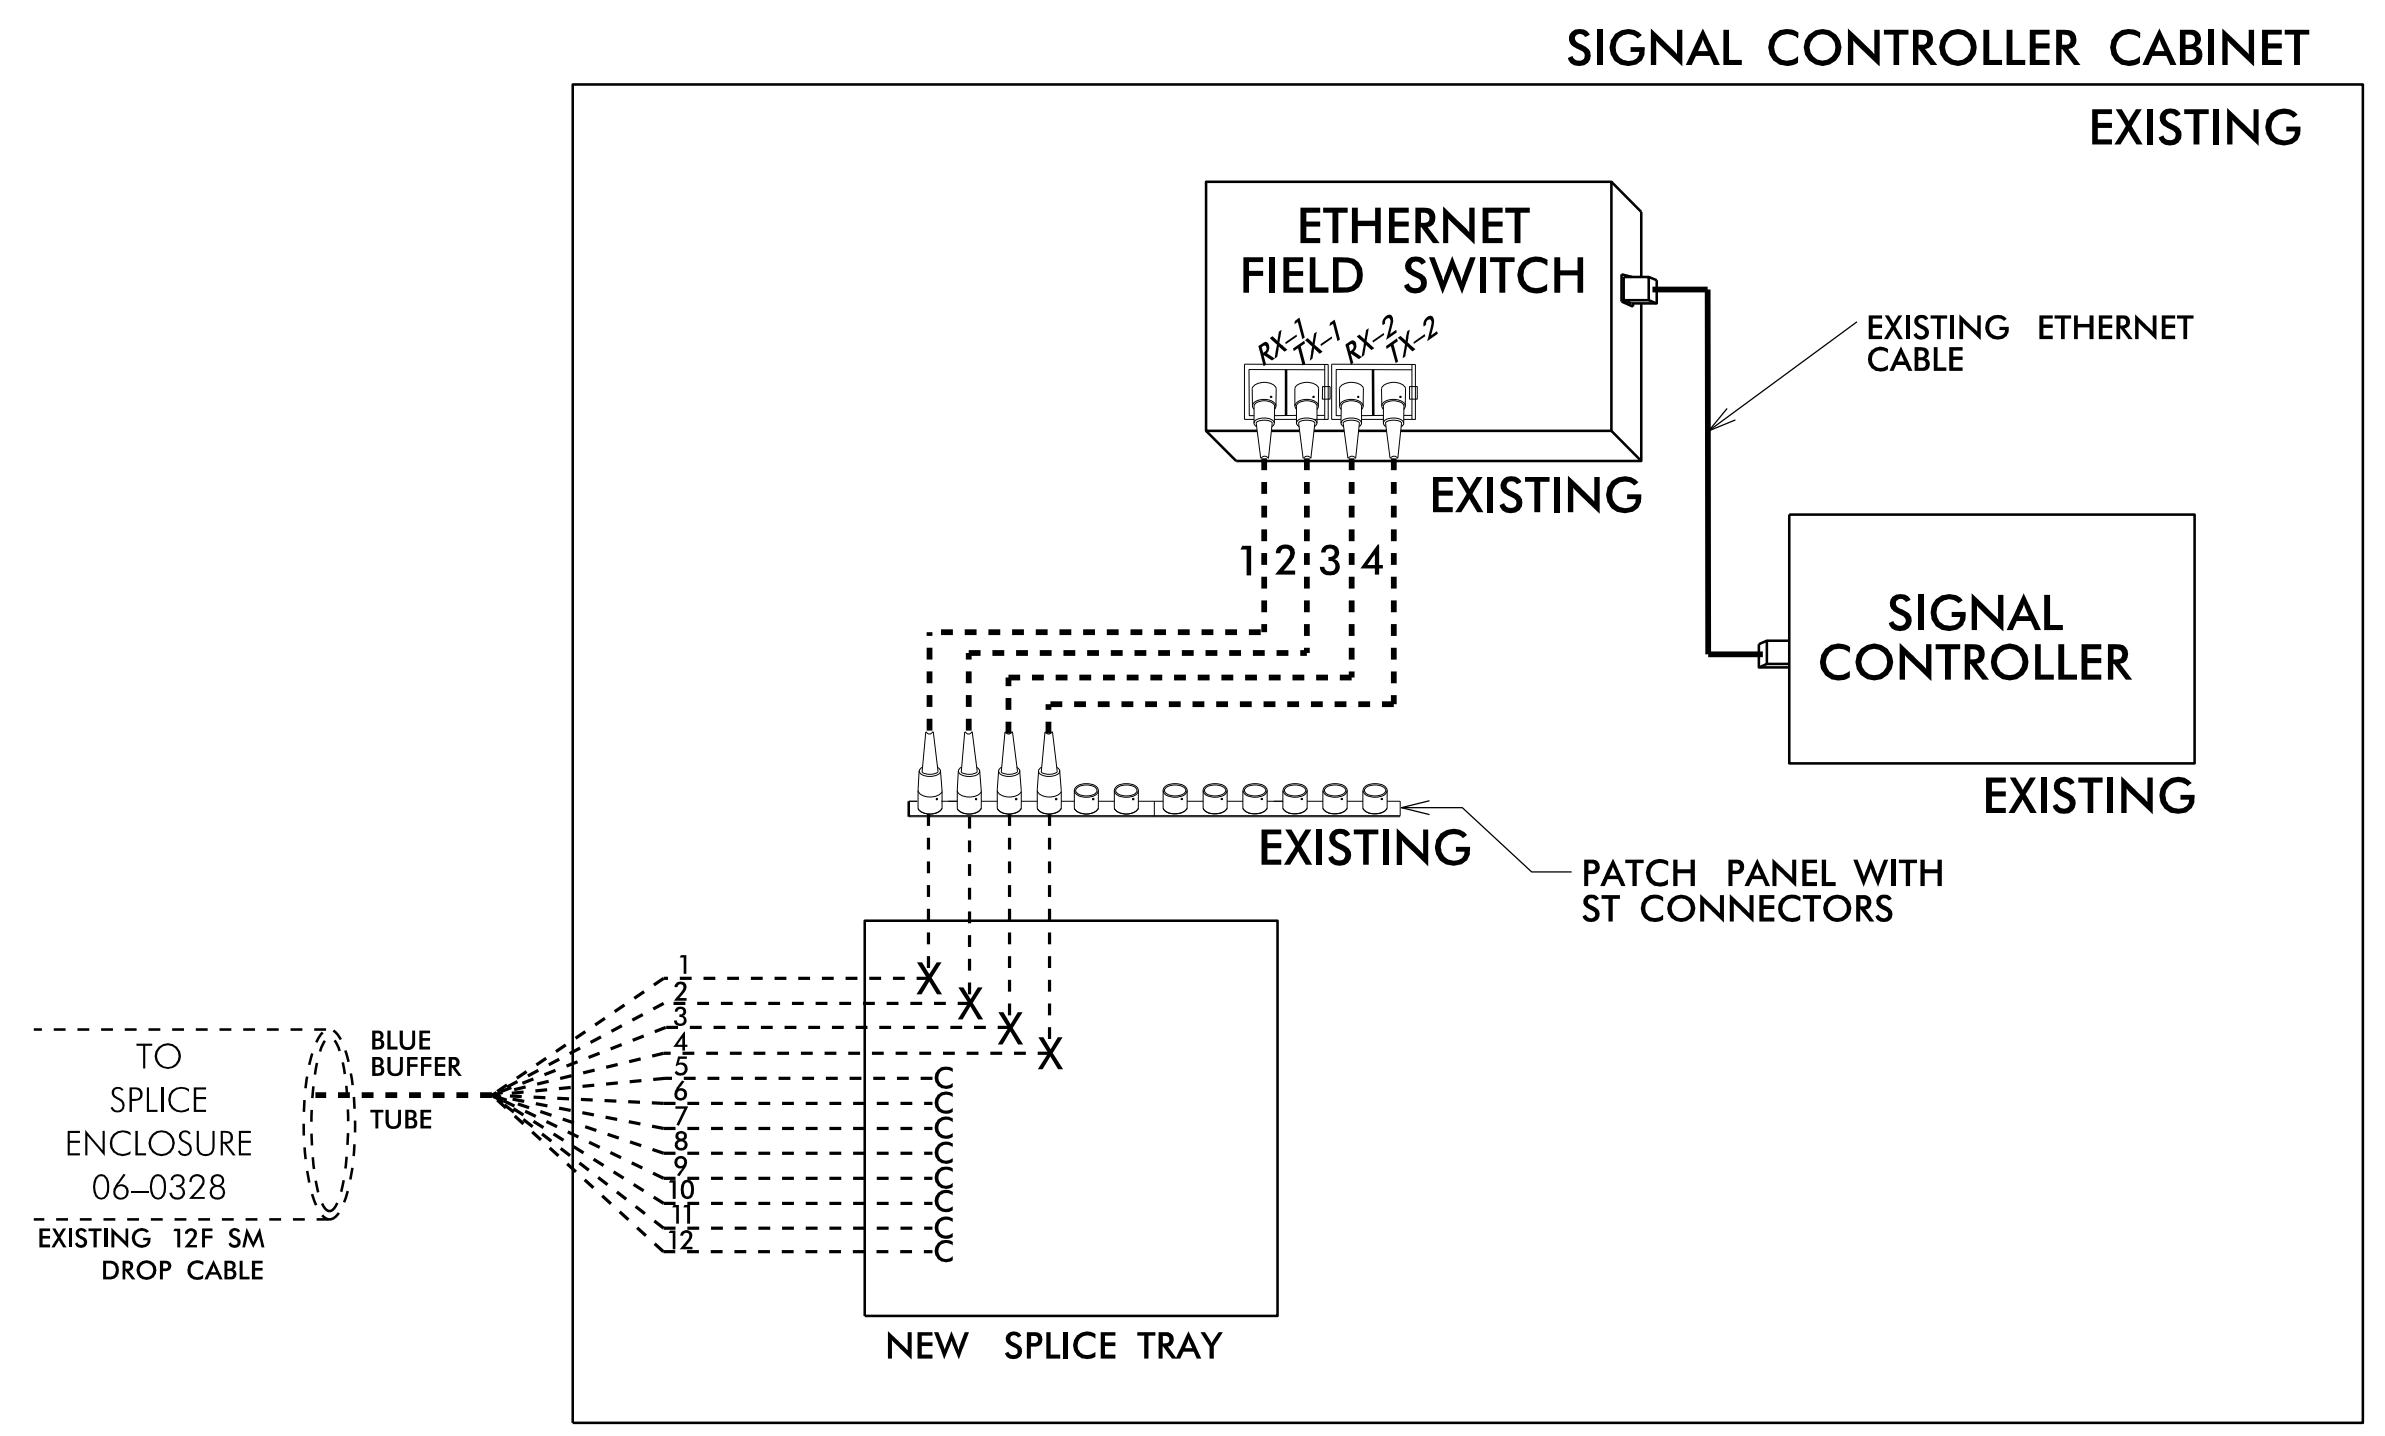 SIGNAL CONTROLLER CABINET
EXISTING
ETHERNET
FIELD SWITCH
RX–1
TX–1
RX–2
TX–2
EXISTING ETHERNET
CABLE
EXISTING
1 2 3 4
SIGNAL
CONTROLLER
EXISTING
EXISTING
PATCH PANEL WITH
ST CONNECTORS
1
2
3
4
5
6
7
8
9
10
11
12
X
X
X
X
C
C
C
C
C
C
C
C
BLUE
BUFFER
TUBE
TO
SPLICE
ENCLOSURE
06–0328
EXISTING 12F SM
DROP CABLE
NEW SPLICE TRAY